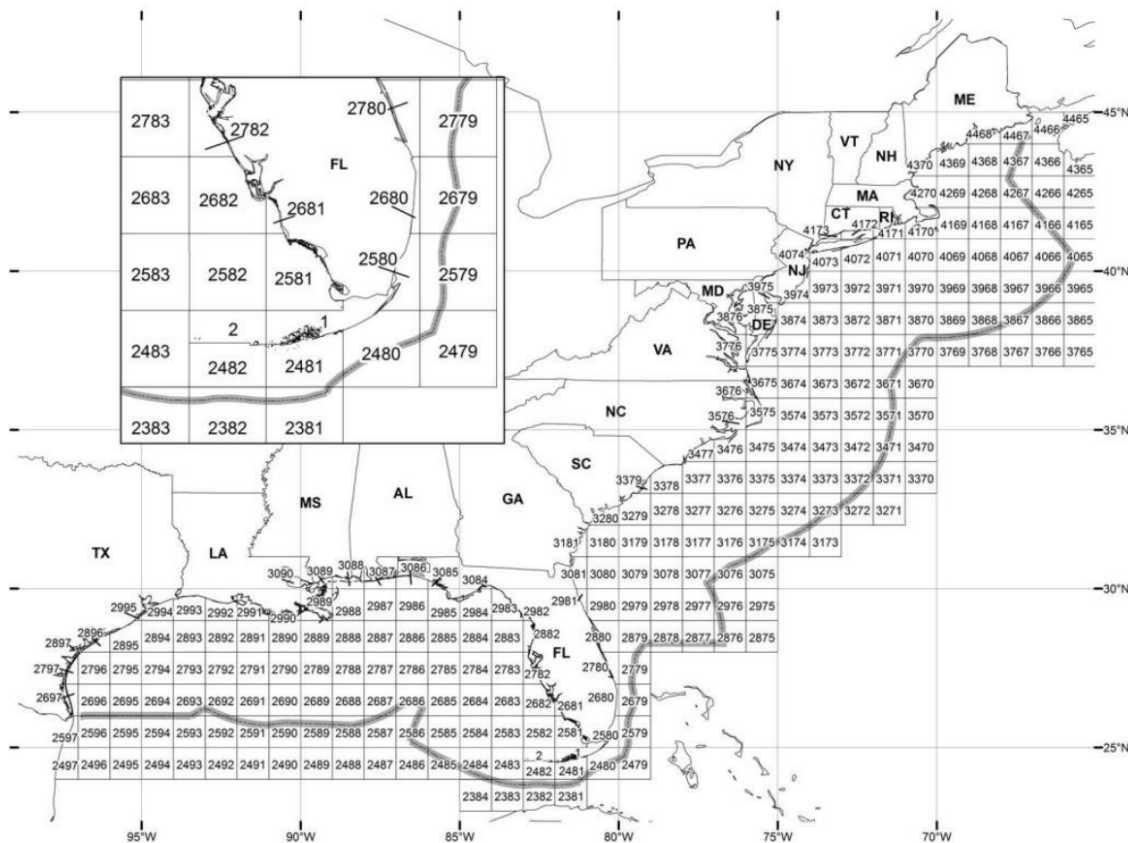 ME
45°N
4465
4466
4467
4468
VT
NH
NY
4370 4369 4368 4367 4366 4365
MA
4270 4269 4268 4267 4266 4265
CT RI
4173 4172 4171 4170 4169 4168 4167 4166 4165
PA
4074 4073 4072 4071 4070 4069 4068 4067 4066 4065
40°N
NJ
MD
3975 3974 3973 3972 3971 3970 3969 3968 3967 3966 3965
3876 3875 3874 3873 3872 3871 3870 3869 3868 3867 3866 3865
DE
VA
3776 3775 3774 3773 3772 3771 3770 3769 3768 3767 3766 3765
3676 3675 3674 3673 3672 3671 3670
NC
3576 3575 3574 3573 3572 3571 3570
35°N
3477 3476 3475 3474 3473 3472 3471 3470
SC
3379 3378 3377 3376 3375 3374 3373 3372 3371 3370
3280 3279 3278 3277 3276 3275 3274 3273 3272 3271
3181 3180 3179 3178 3177 3176 3175 3174 3173
2783 2782 2780 2779
FL
2683 2682 2681 2680 2679
2583 2582 2581 2580 2579
2 1
2483 2482 2481 2480 2479
2383 2382 2381
TX LA MS AL GA
3090 3089 3088 3087 3086 3085 3084 3081 3080 3079 3078 3077 3076 3075
30°N
2995 2994 2993 2992 2991 2990 2989 2988 2987 2986 2985 2984 2983 2982 2981 2980 2979 2978 2977 2976 2975
2897 2896 2895 2894 2893 2892 2891 2890 2889 2888 2887 2886 2885 2884 2883 2882 2880 2879 2878 2877 2876 2875
FL
2797 2796 2795 2794 2793 2792 2791 2790 2789 2788 2787 2786 2785 2784 2783 2782 2780 2779
2697 2696 2695 2694 2693 2692 2691 2690 2689 2688 2687 2686 2685 2684 2683 2682 2681 2680 2679
2597 2596 2595 2594 2593 2592 2591 2590 2589 2588 2587 2586 2585 2584 2583 2582 2581 2580 2579
25°N
2 1
2497 2496 2495 2494 2493 2492 2491 2490 2489 2488 2487 2486 2485 2484 2483 2482 2481 2480 2479
2384 2383 2382 2381
95°W 90°W 85°W 80°W 75°W 70°W